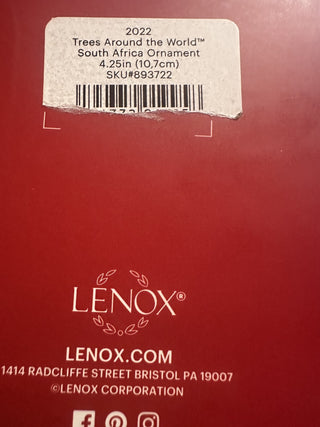 2022
Trees Around the World™
South Africa Ornament
4.25in (10,7cm)
SKU#893722
LENOX®
LENOX.COM
1414 RADCLIFFE STREET BRISTOL PA 19007
©LENOX CORPORATION